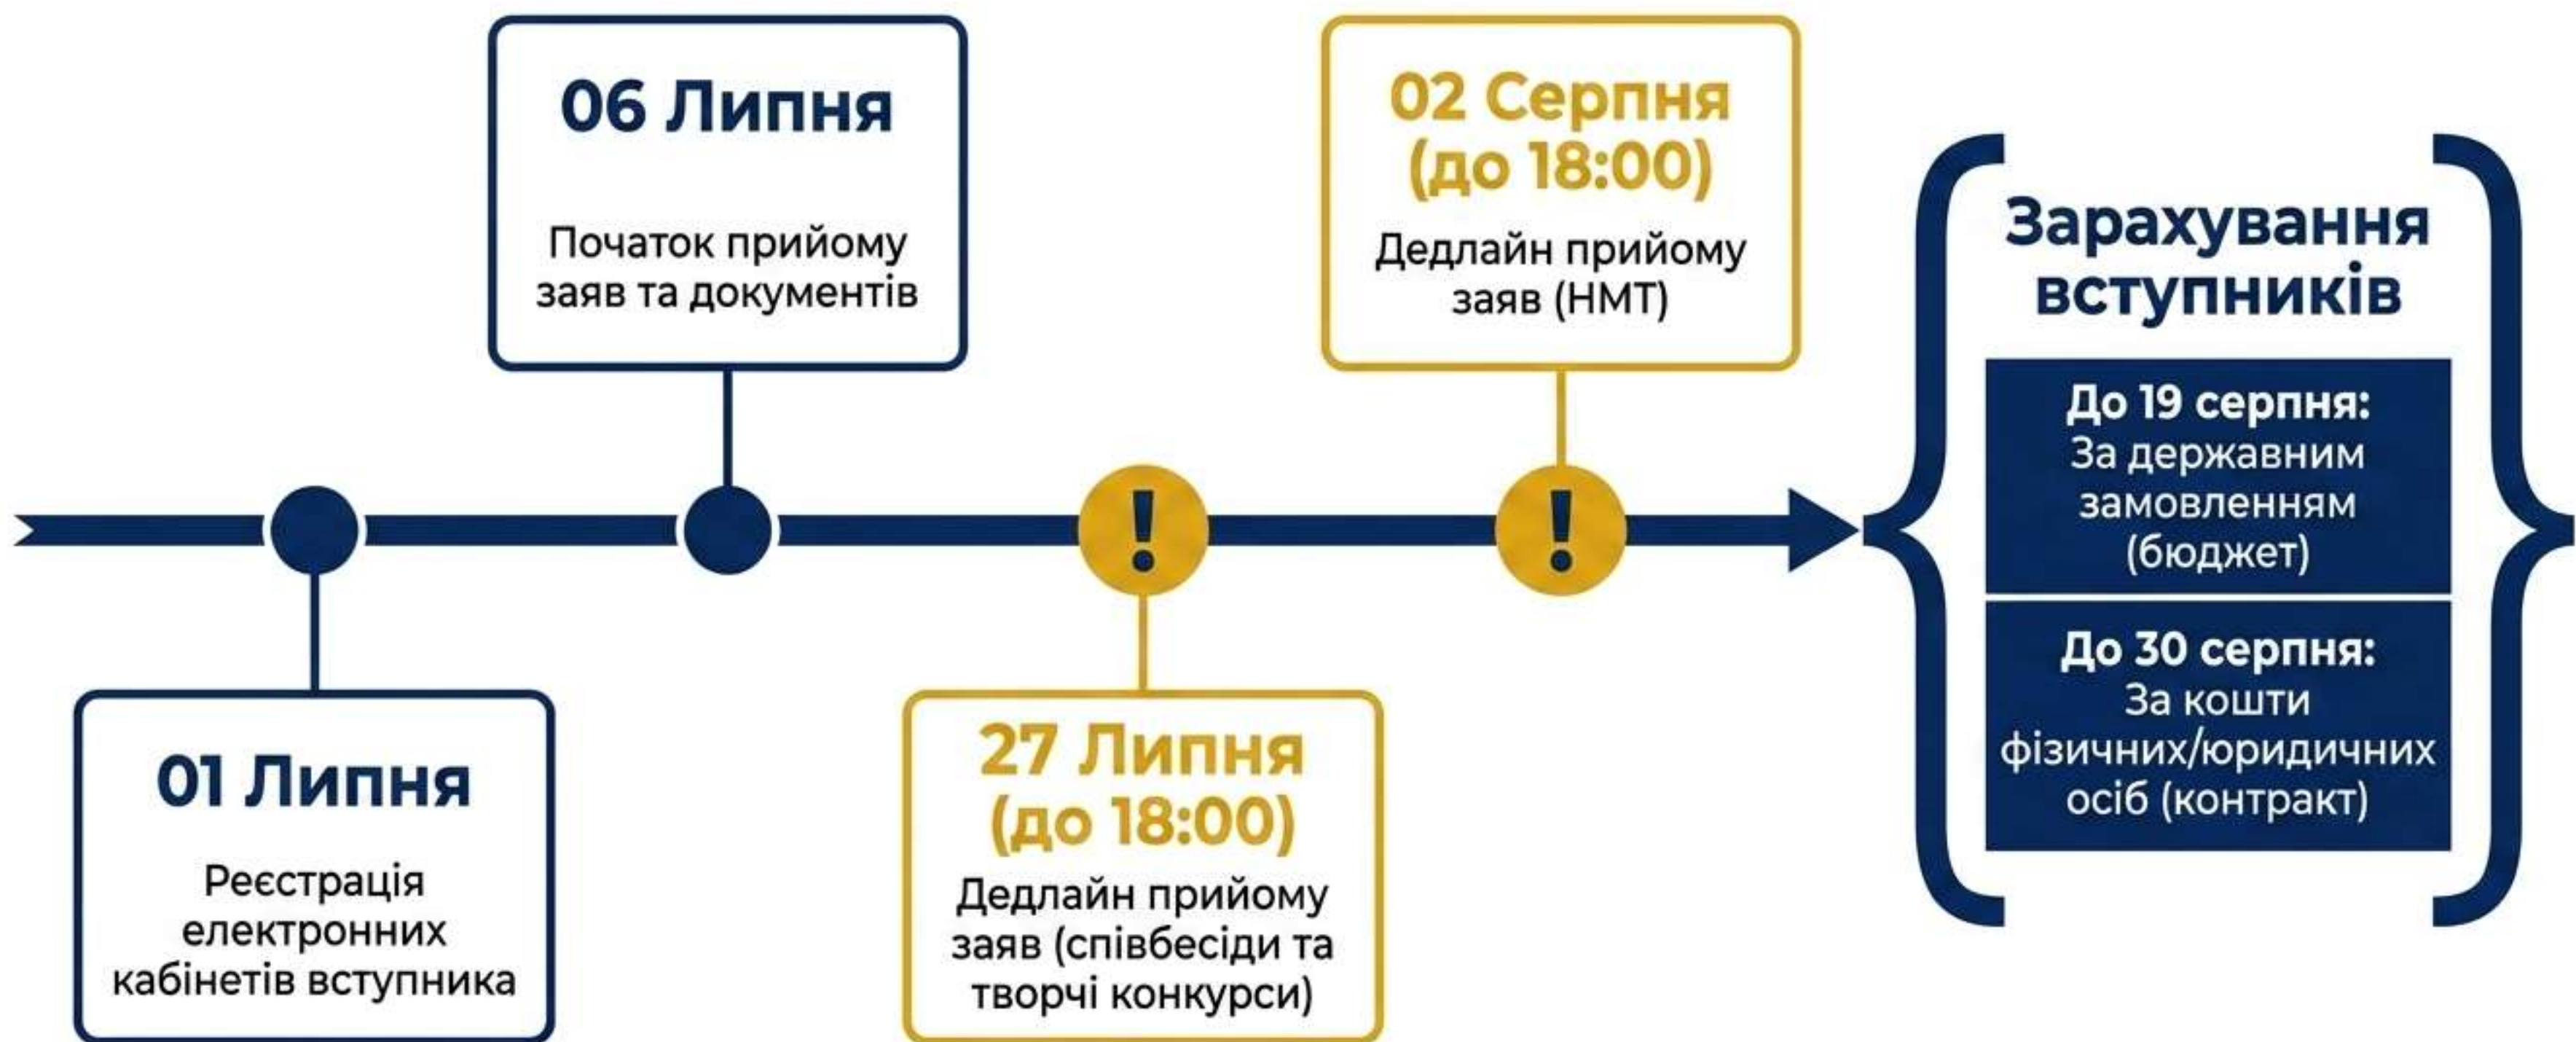 01 Липня
Реєстрація
електронних
кабінетів вступника
06 Липня
Початок прийому
заяв та документів
27 Липня
(до 18:00)
Дедлайн прийому
заяв (співбесіди та
творчі конкурси)
02 Серпня
(до 18:00)
Дедлайн прийому
заяв (НМТ)
Зарахування
вступників
До 19 серпня:
За державним
замовленням
(бюджет)
До 30 серпня:
За кошти
фізичних/юридичних
осіб (контракт)